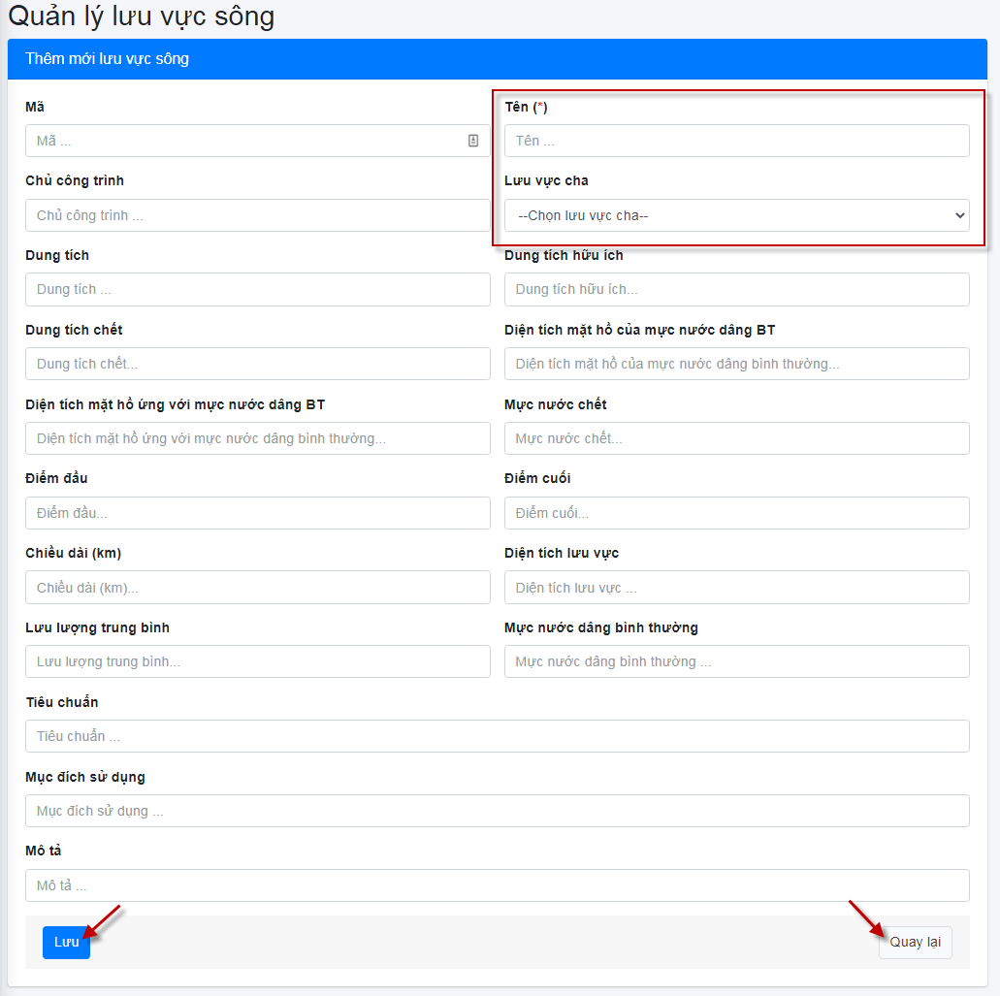 Quản lý lưu vực sông
Thêm mới lưu vực sông
Mã
Tên (*)
Mã ...
Tên ...
Chủ công trình
Lưu vực cha
Chủ công trình ...
--Chọn lưu vực cha--
Dung tích
Dung tích hữu ích
Dung tích ...
Dung tích hữu ích...
Dung tích chết
Diện tích mặt hồ của mực nước dâng BT
Dung tích chết...
Diện tích mặt hồ của mực nước dâng bình thường...
Diện tích mặt hồ ứng với mực nước dâng BT
Mực nước chết
Diện tích mặt hồ ứng với mực nước dâng bình thường...
Mực nước chết...
Điểm đầu
Điểm cuối
Điểm đầu...
Điểm cuối...
Chiều dài (km)
Diện tích lưu vực
Chiều dài (km)...
Diện tích lưu vực ...
Lưu lượng trung bình
Mực nước dâng bình thường
Lưu lượng trung bình...
Mực nước dâng bình thường ...
Tiêu chuẩn
Tiêu chuẩn ...
Mục đích sử dụng
Mục đích sử dụng ...
Mô tả
Mô tả ...
Lưu
Quay lại